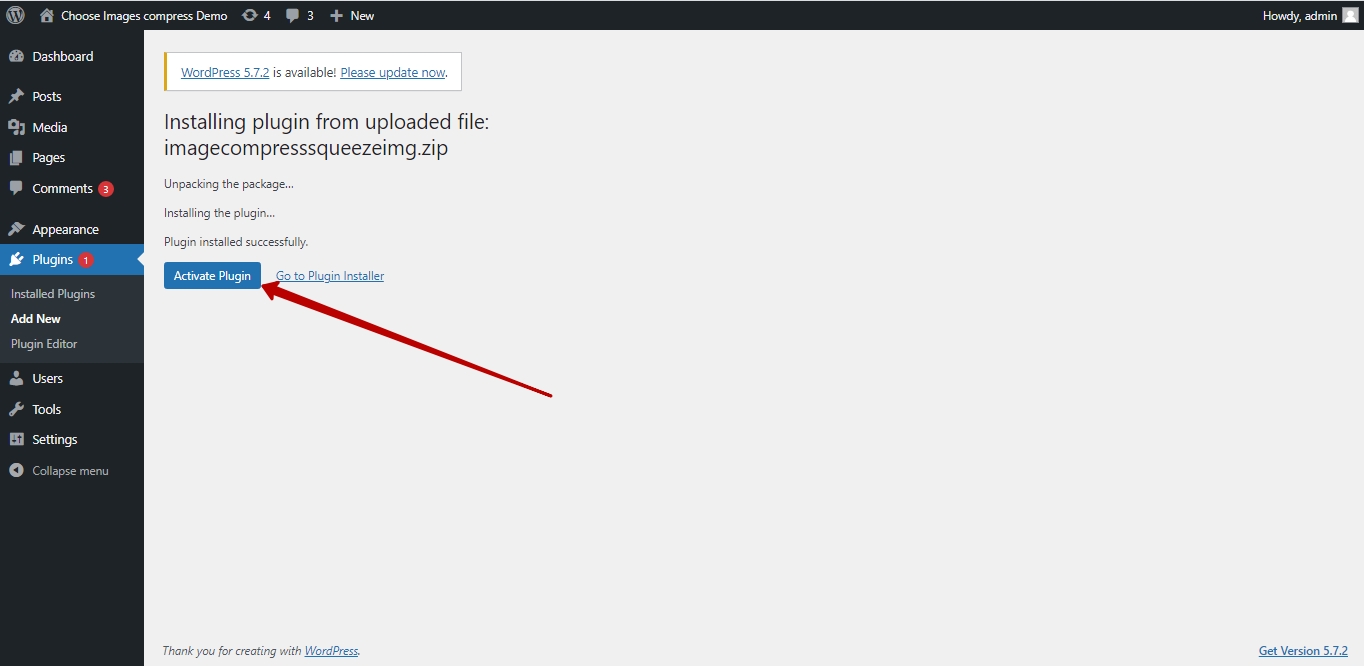 Choose Images compress Demo 4 3 New Howdy, admin
Dashboard
Posts
Media
Pages
Comments 3
Appearance
Plugins 1
Installed Plugins
Add New
Plugin Editor
Users
Tools
Settings
Collapse menu
WordPress 5.7.2 is available! Please update now.
Installing plugin from uploaded file:
imagecompresssqueezeimg.zip
Unpacking the package...
Installing the plugin...
Plugin installed successfully.
Activate Plugin Go to Plugin Installer
Thank you for creating with WordPress. Get Version 5.7.2